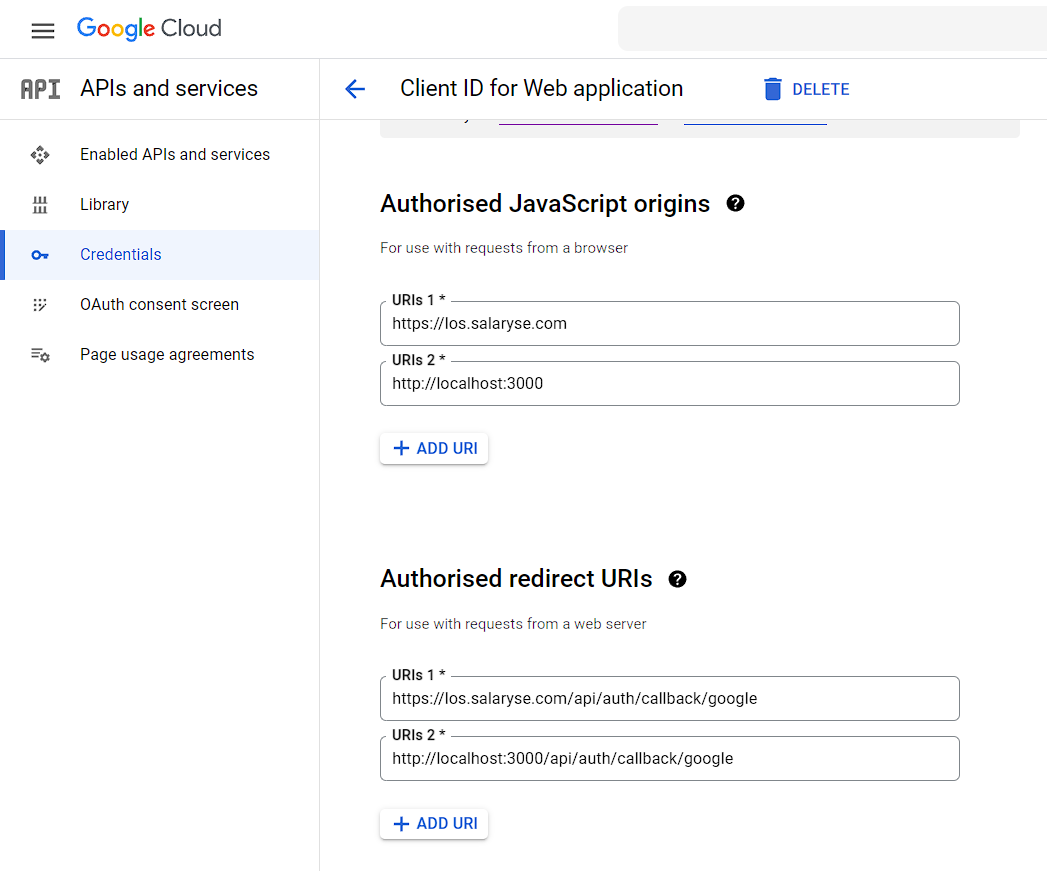 Google Cloud
API APIs and services
Client ID for Web application
DELETE
Enabled APIs and services
Library
Credentials
OAuth consent screen
Page usage agreements
Authorised JavaScript origins
For use with requests from a browser
URIs 1 *
https://los.salaryse.com
URIs 2 *
http://localhost:3000
ADD URI
Authorised redirect URIs
For use with requests from a web server
URIs 1 *
https://los.salaryse.com/api/auth/callback/google
URIs 2 *
http://localhost:3000/api/auth/callback/google
ADD URI